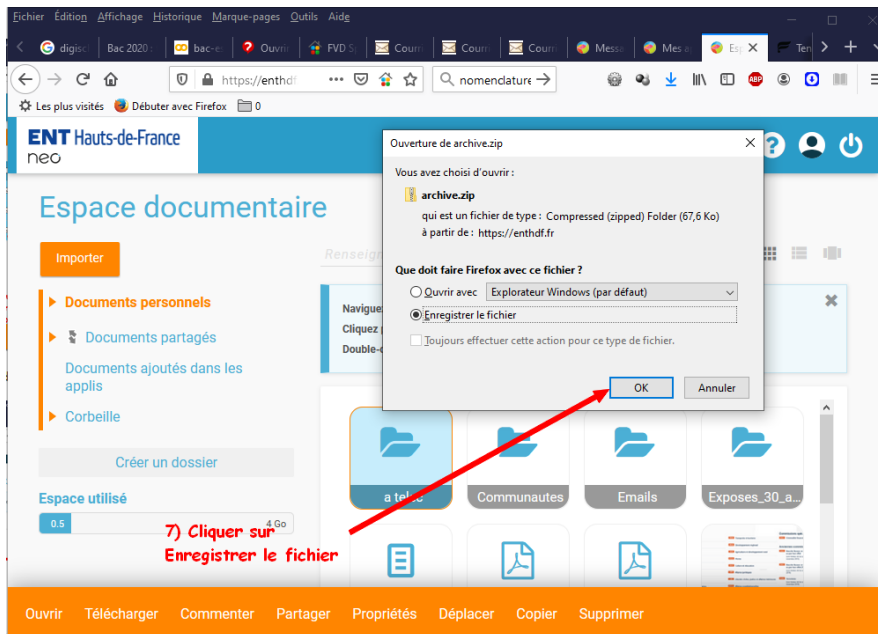 Fichier Édition Affichage Historique Marque-pages Outils Aide
digisc Bac 2020 : bac-e Ouvrir FVD S Courri Courri Courri Messa Mes a Es Ten
https://enthdf nomenclature
Les plus visités Débuter avec Firefox 0
ENT Hauts-de-France
neo
Espace documentaire
Importer
Renseign
Documents personnels
Documents partagés
Documents ajoutés dans les
applis
Corbeille
Créer un dossier
Espace utilisé
0.5 4 Go
Ouverture de archive.zip
Vous avez choisi d'ouvrir :
archive.zip
qui est un fichier de type : Compressed (zipped) Folder (67,6 Ko)
à partir de : https://enthdf.fr
Que doit faire Firefox avec ce fichier ?
Ouvrir avec Explorateur Windows (par défaut)
Enregistrer le fichier
Toujours effectuer cette action pour ce type de fichier.
OK Annuler
Navigue
Cliquez
Double-c
Communautes Emails Exposes_30_a...
7) Cliquer sur
Enregistrer le fichier
Ouvrir Télécharger Commenter Partager Propriétés Déplacer Copier Supprimer